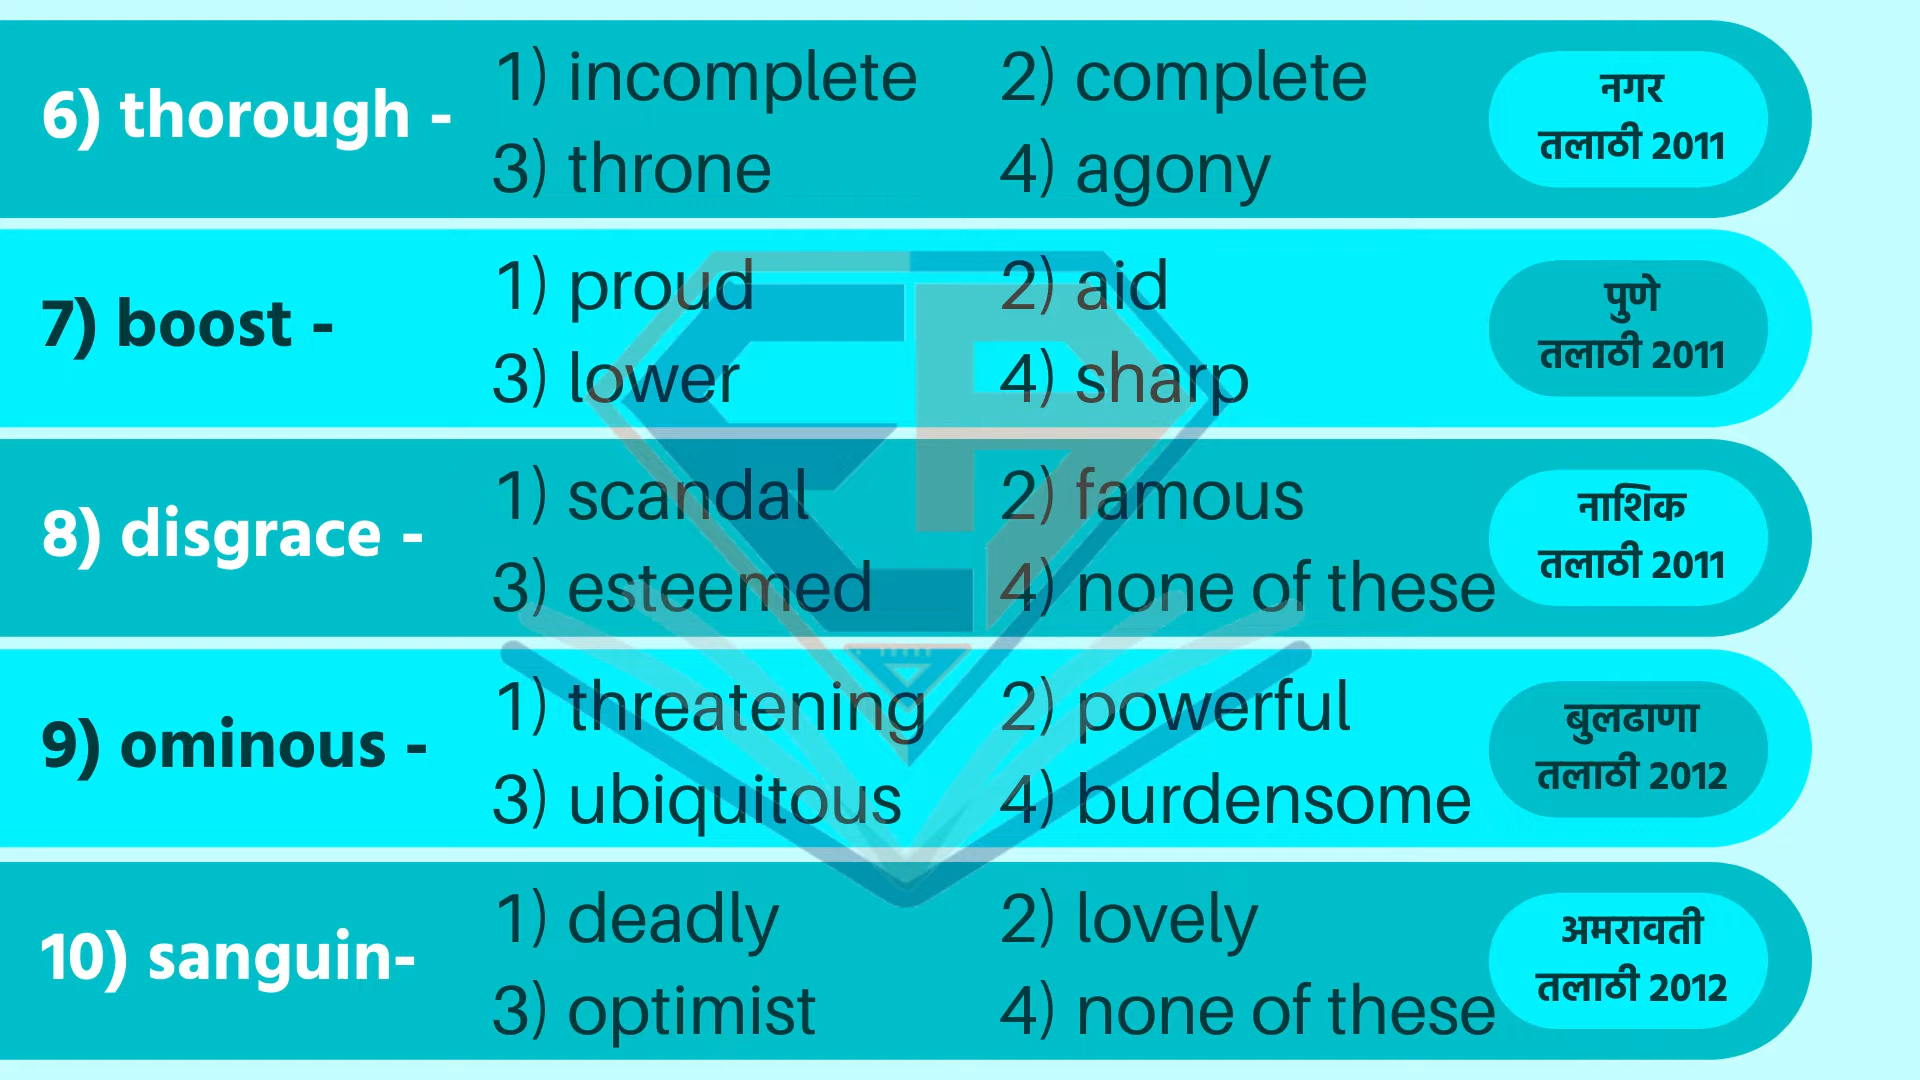 6) thorough -
1) incomplete 2) complete
3) throne 4) agony
नगर
तलाठी 2011
7) boost -
1) proud 2) aid
3) lower 4) sharp
पुणे
तलाठी 2011
8) disgrace -
1) scandal 2) famous
3) esteemed 4) none of these
नाशिक
तलाठी 2011
9) ominous -
1) threatening 2) powerful
3) ubiquitous 4) burdensome
बुलढाणा
तलाठी 2012
10) sanguin-
1) deadly 2) lovely
3) optimist 4) none of these
अमरावती
तलाठी 2012